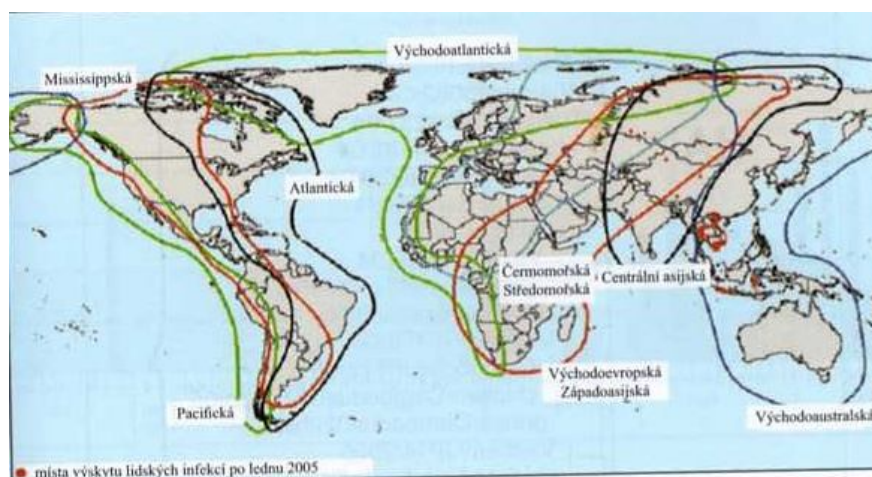 Východoatlantická
Mississippská
Atlantická
Černomořská
Středomořská
Centrální asijská
Východoevropská
Západoasijská
Pacifická
Východoaustralská
místa výskytu lidských infekcí po lednu 2005